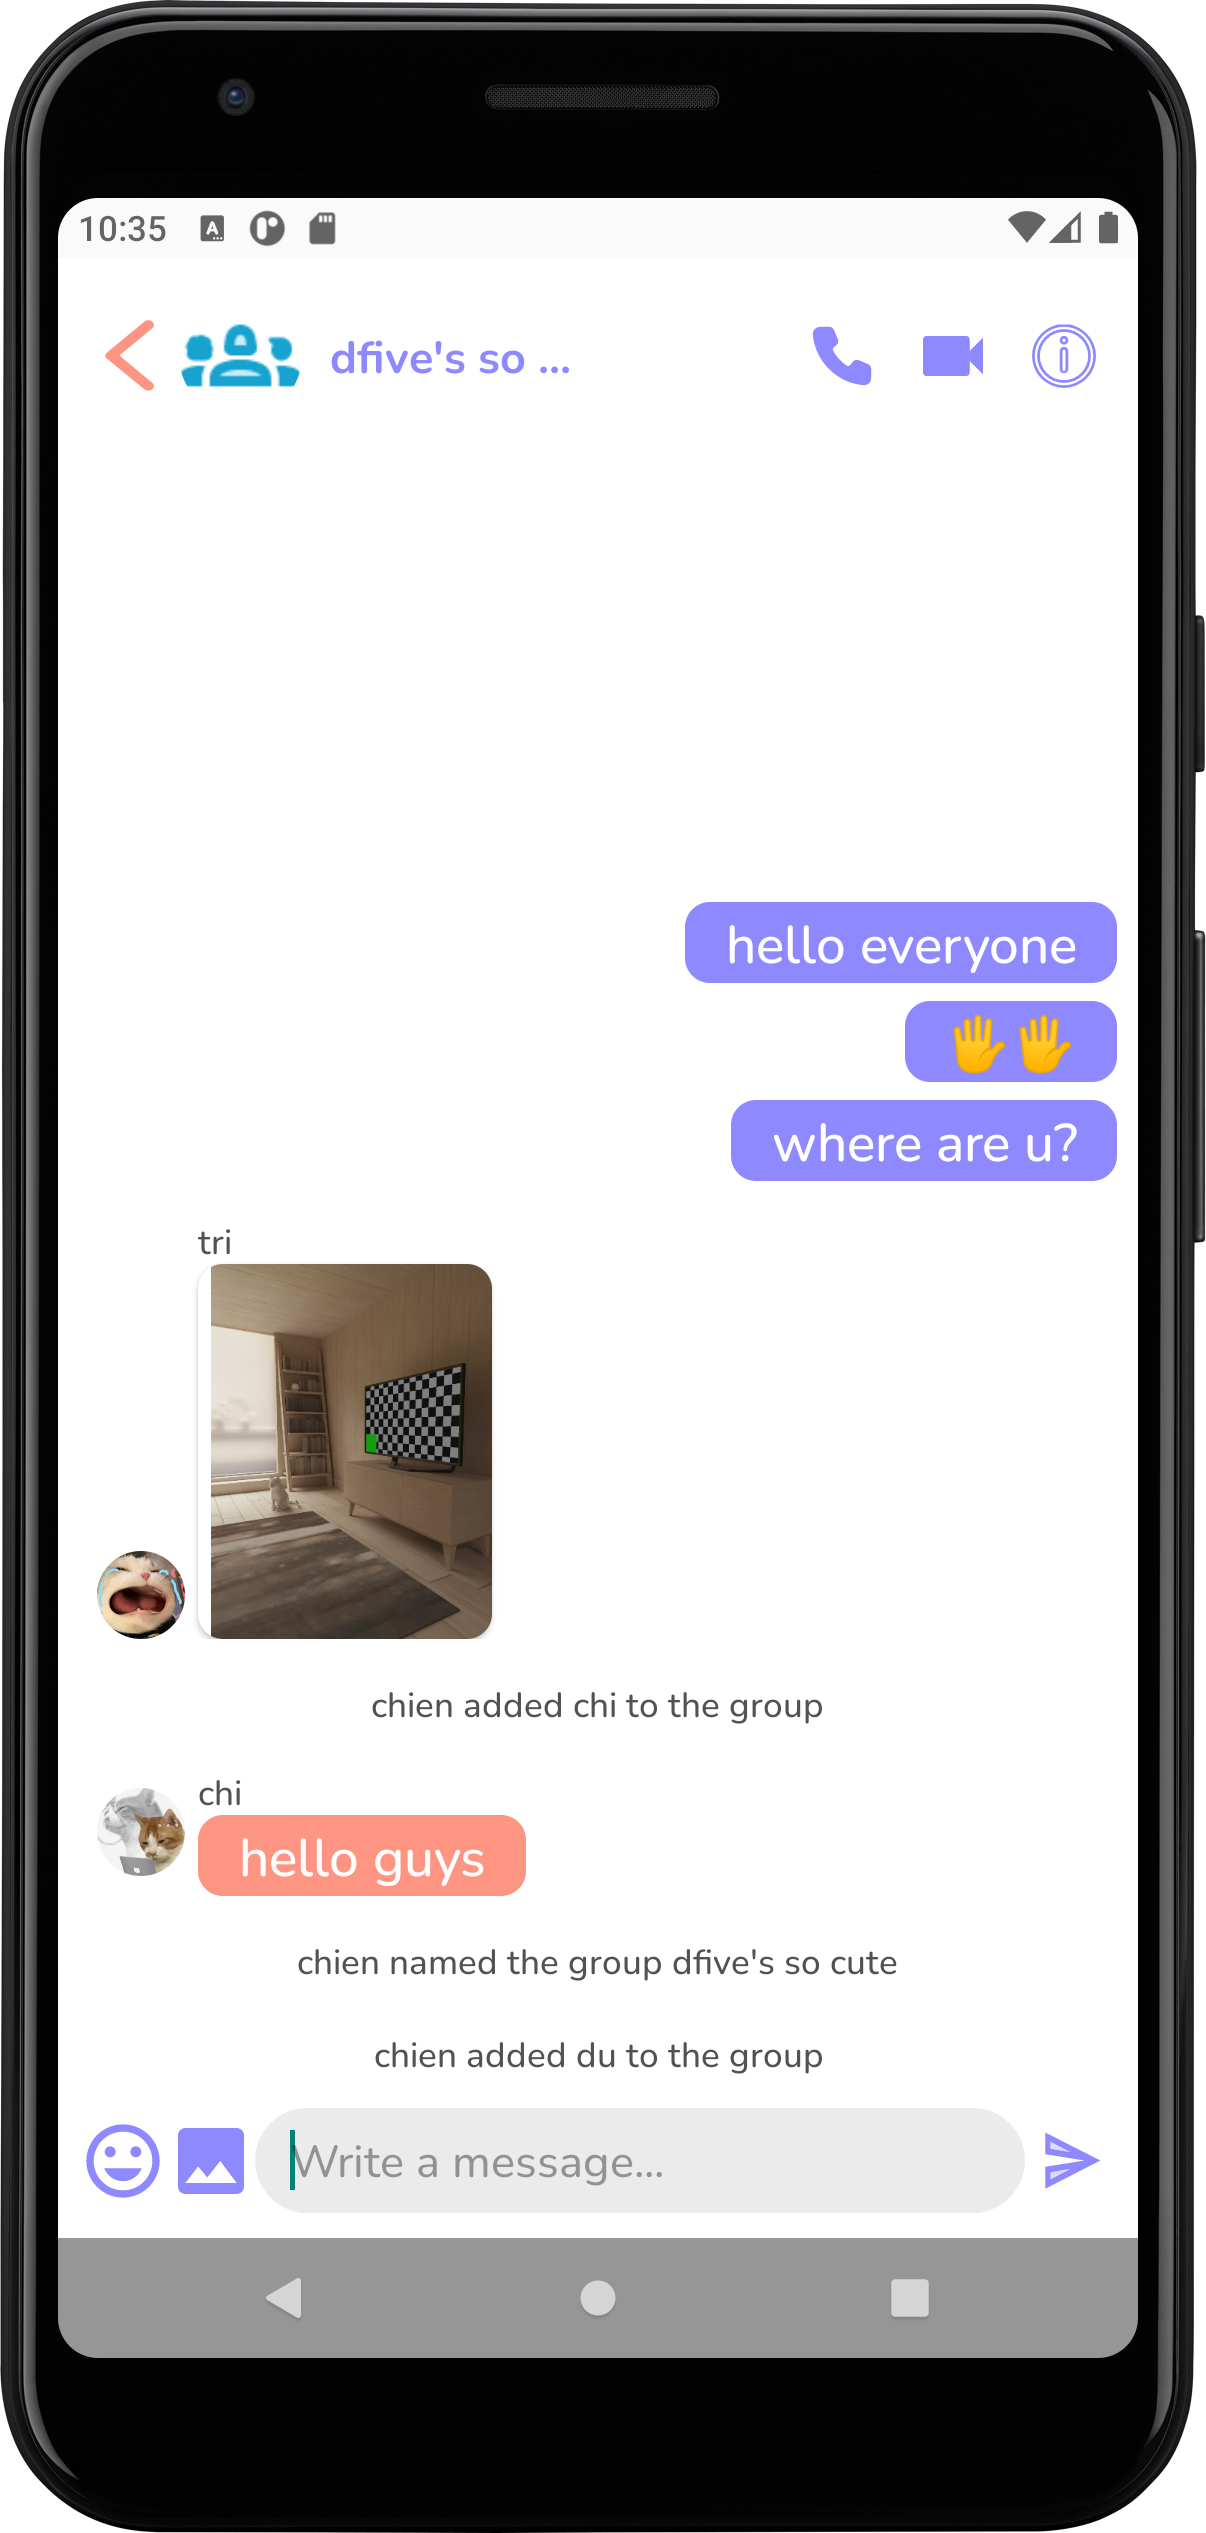 10:35
dfive's so ...
hello everyone
🖐🖐
where are u?
tri
chien added chi to the group
chi
hello guys
chien named the group dfive's so cute
chien added du to the group
Write a message...